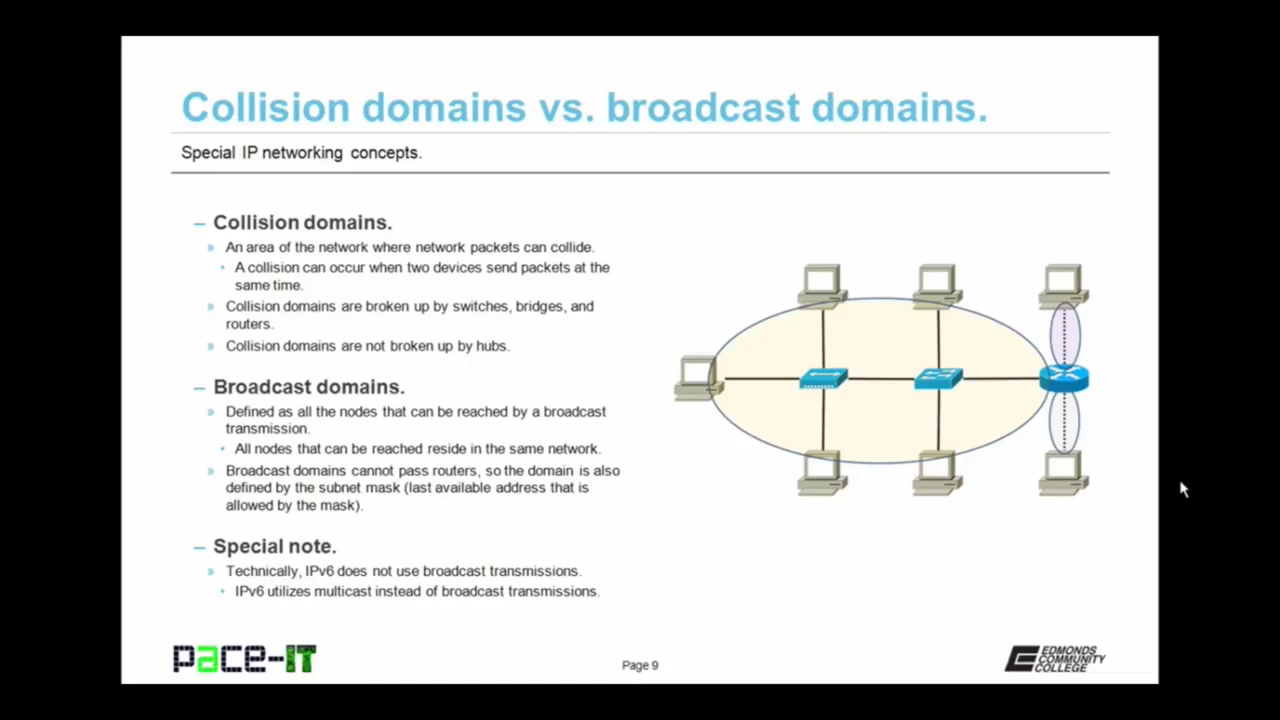 Collision domains vs. broadcast domains.
Special IP networking concepts.
– Collision domains.
» An area of the network where network packets can collide.
• A collision can occur when two devices send packets at the
same time.
» Collision domains are broken up by switches, bridges, and
routers.
» Collision domains are not broken up by hubs.
– Broadcast domains.
» Defined as all the nodes that can be reached by a broadcast
transmission.
• All nodes that can be reached reside in the same network.
» Broadcast domains cannot pass routers, so the domain is also
defined by the subnet mask (last available address that is
allowed by the mask).
– Special note.
» Technically, IPv6 does not use broadcast transmissions.
• IPv6 utilizes multicast instead of broadcast transmissions.
pace-IT
Page 9
EDMONDS
COMMUNITY
COLLEGE